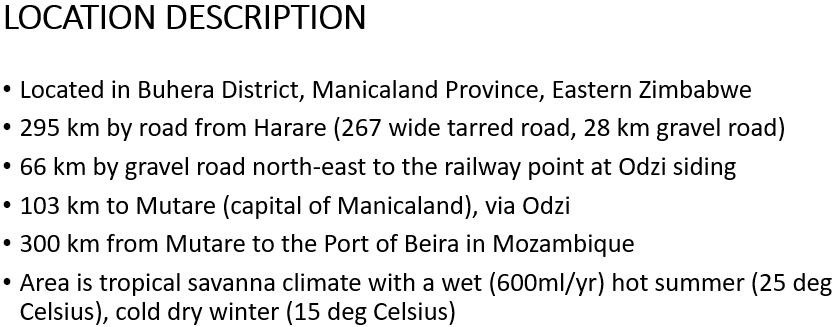 LOCATION DESCRIPTION
• Located in Buhera District, Manicaland Province, Eastern Zimbabwe
• 295 km by road from Harare (267 wide tarred road, 28 km gravel road)
• 66 km by gravel road north-east to the railway point at Odzi siding
• 103 km to Mutare (capital of Manicaland), via Odzi
• 300 km from Mutare to the Port of Beira in Mozambique
• Area is tropical savanna climate with a wet (600ml/yr) hot summer (25 deg
Celsius), cold dry winter (15 deg Celsius)